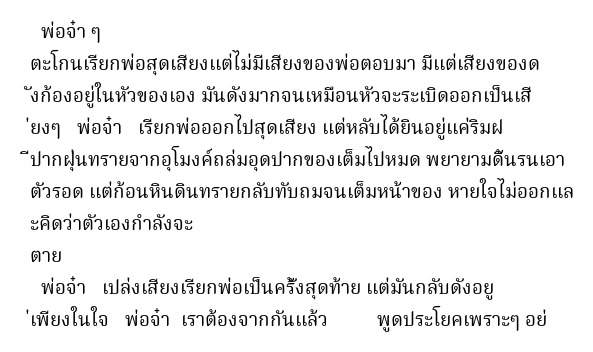 พ่อจ๋า ๆ
ตะโกนเรียกพ่อสุดเสียงแต่ไม่มีเสียงของพ่อตอบมา มีแต่เสียงของด
ังก้องอยู่ในหัวของเอง มันดังมากจนเหมือนหัวจะระเบิดออกเป็นเสี
่ยงๆ พ่อจ๋า เรียกพ่อออกไปสุดเสียง แต่หลับได้ยินอยู่แค่ริมฝ
ีปากฝุ่นทรายจากอุโมงค์ถล่มอุดปากของเต็มไปหมด พยายามดิ้นรนเอา
ตัวรอด แต่ก้อนหินดินทรายกลับทับถมจนเต็มหน้าของ หายใจไม่ออกแล
ะคิดว่าตัวเองกำลังจะ
ตาย
พ่อจ๋า เปล่งเสียงเรียกพ่อเป็นครั้งสุดท้าย แต่มันกลับดังอยู
่เพียงในใจ พ่อจ๋า เราต้องจากกันแล้ว พูดประโยคเพราะๆ อย่